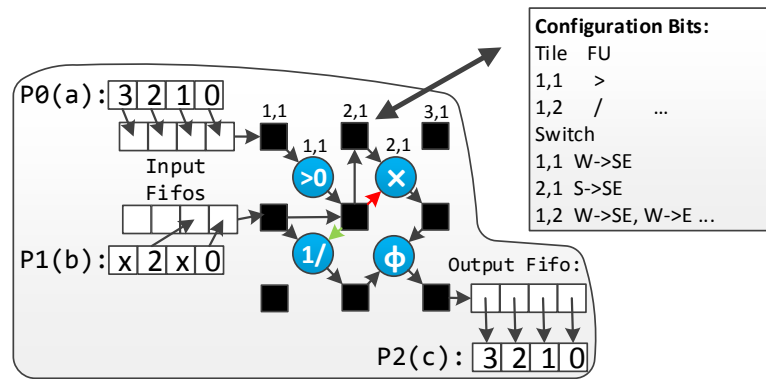 Configuration Bits:
Tile FU
1,1 >
1,2 / ...
Switch
1,1 W->SE
2,1 S->SE
1,2 W->SE, W->E ...
P0(a): 3 2 1 0
1,1 2,1 3,1
1,1 2,1
>0 ×
Input
Fifos
P1(b): x 2 x 0
1/ ф
Output Fifo:
P2(c): 3 2 1 0